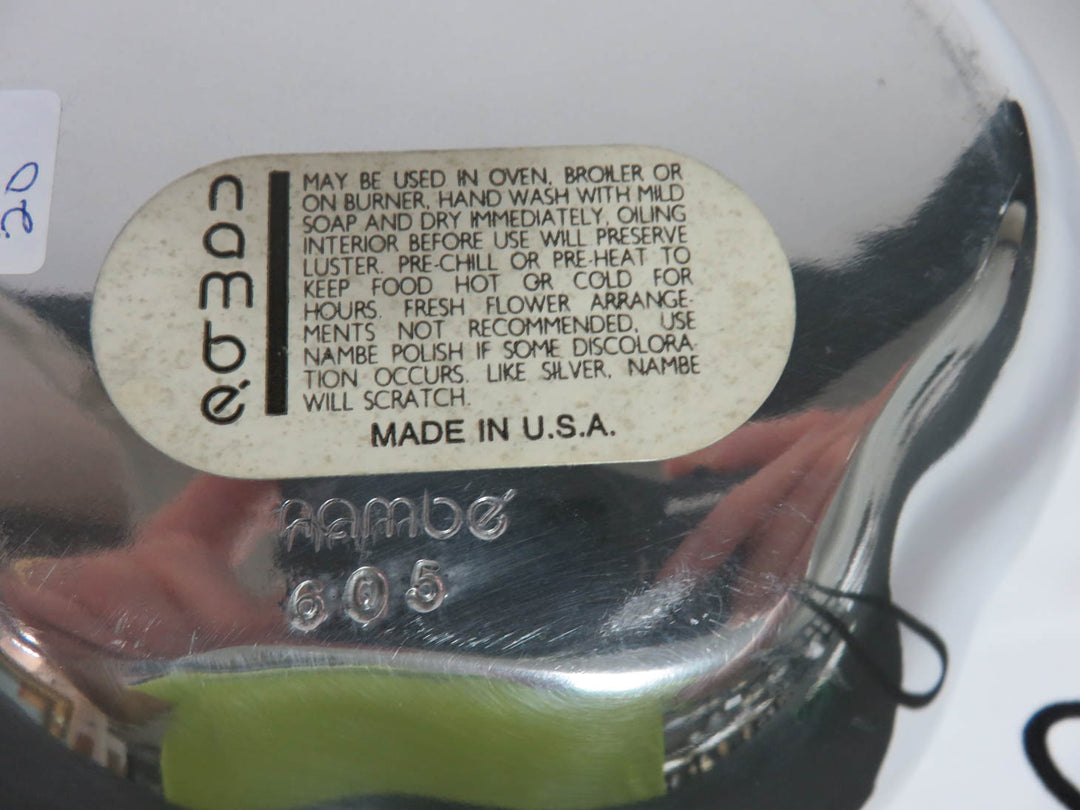 20
nambé
MAY BE USED IN OVEN, BROILER OR
ON BURNER, HAND WASH WITH MILD
SOAP AND DRY IMMEDIATELY, OILING
INTERIOR BEFORE USE WILL PRESERVE
LUSTER. PRE-CHILL OR PRE-HEAT TO
KEEP FOOD HOT OR COLD FOR
HOURS. FRESH FLOWER ARRANGE-
MENTS NOT RECOMMENDED, USE
NAMBE POLISH IF SOME DISCOLORA-
TION OCCURS. LIKE SILVER, NAMBE
WILL SCRATCH.
MADE IN U.S.A.
nambé
605